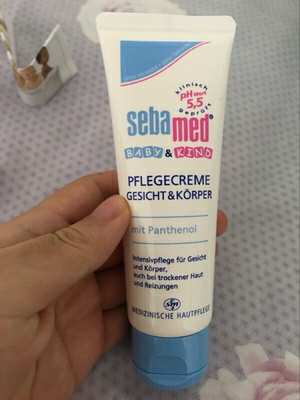 klinisch
pH Wert
5,5
geprüft
sebamed®
BABY & KIND
PFLEGECREME
GESICHT & KÖRPER
mit Panthenol
Intensivpflege für Gesicht
und Körper,
auch bei trockener Haut
und Reizungen
MEDIZINISCHE HAUTPFLEGE